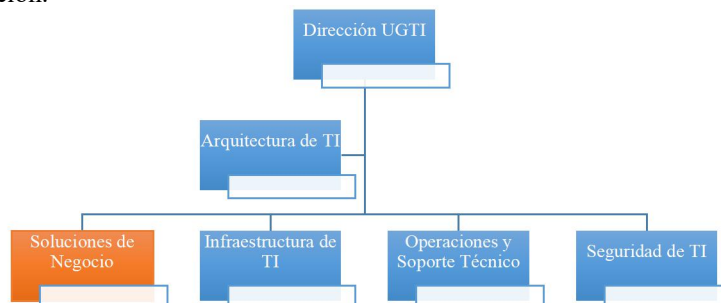 Dirección UGTI
Arquitectura de TI
Soluciones de
Negocio
Infraestructura de
TI
Operaciones y
Soporte Técnico
Seguridad de TI